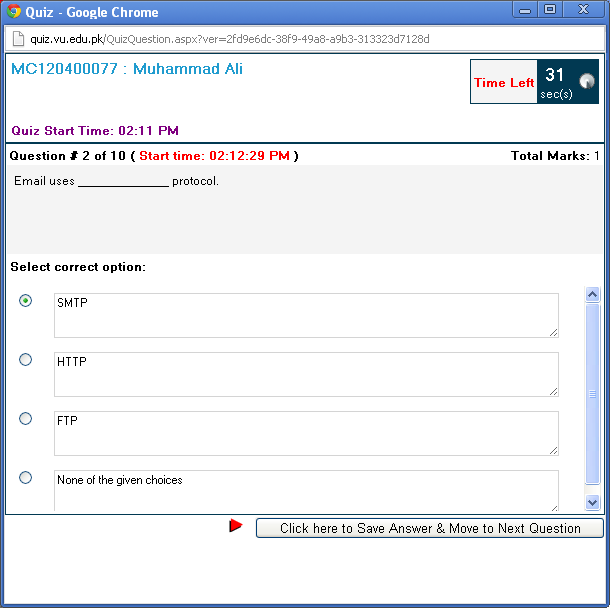 Quiz - Google Chrome
quiz.vu.edu.pk/QuizQuestion.aspx?ver=2fd9e6dc-38f9-49a8-a9b3-313323d7128d
MC120400077 : Muhammad Ali
Time Left 31 sec(s)
Quiz Start Time: 02:11 PM
Question # 2 of 10 ( Start time: 02:12:29 PM ) Total Marks: 1
Email uses ______________ protocol.
Select correct option:
SMTP
HTTP
FTP
None of the given choices
Click here to Save Answer & Move to Next Question